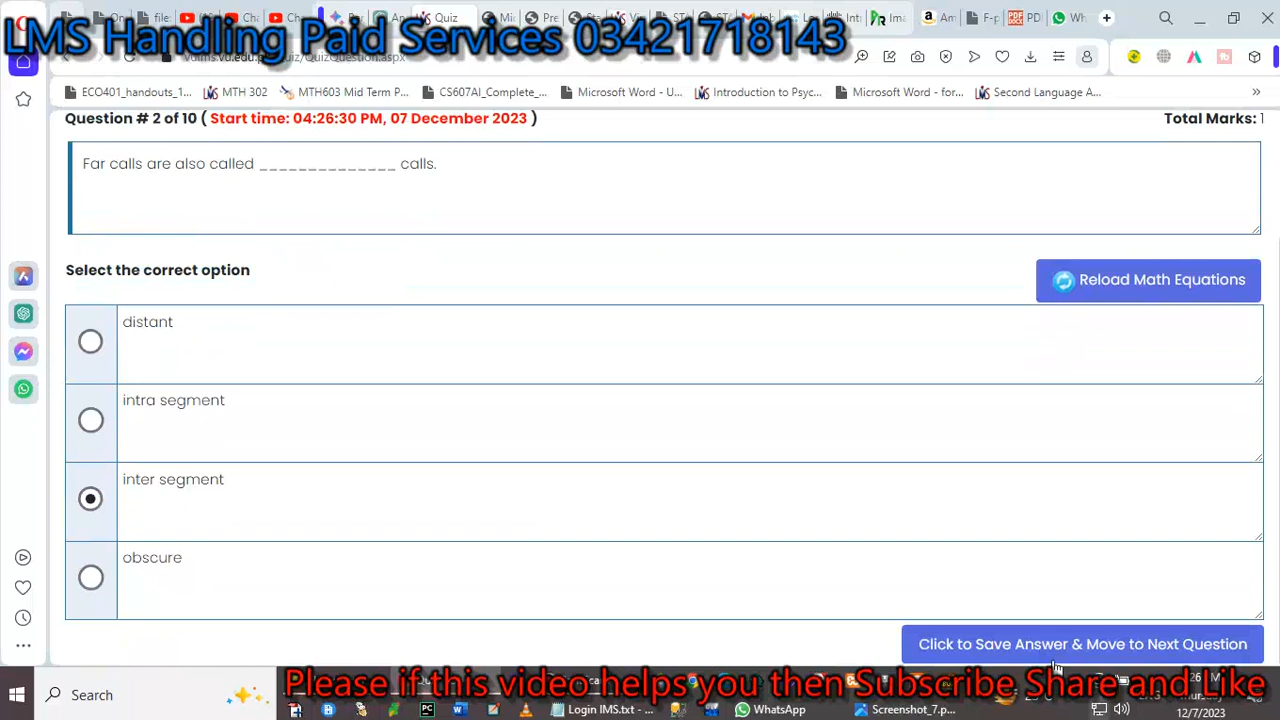 Quiz
LMS Handling Paid Services 03421718143
ECO401_handouts_1...
MTH 302
MTH603 Mid Term P...
CS607AI_Complete_...
Microsoft Word - U...
Introduction to Psyc...
Microsoft Word - for...
Second Language A...
Question # 2 of 10 ( Start time: 04:26:30 PM, 07 December 2023 )
Total Marks: 1
Far calls are also called ______________ calls.
Select the correct option
Reload Math Equations
distant
intra segment
inter segment
obscure
Click to Save Answer & Move to Next Question
Please if this video helps you then Subscribe Share and Like
Search
Login IMS.txt - ...
WhatsApp
Screenshot_7.p...
12/7/2023